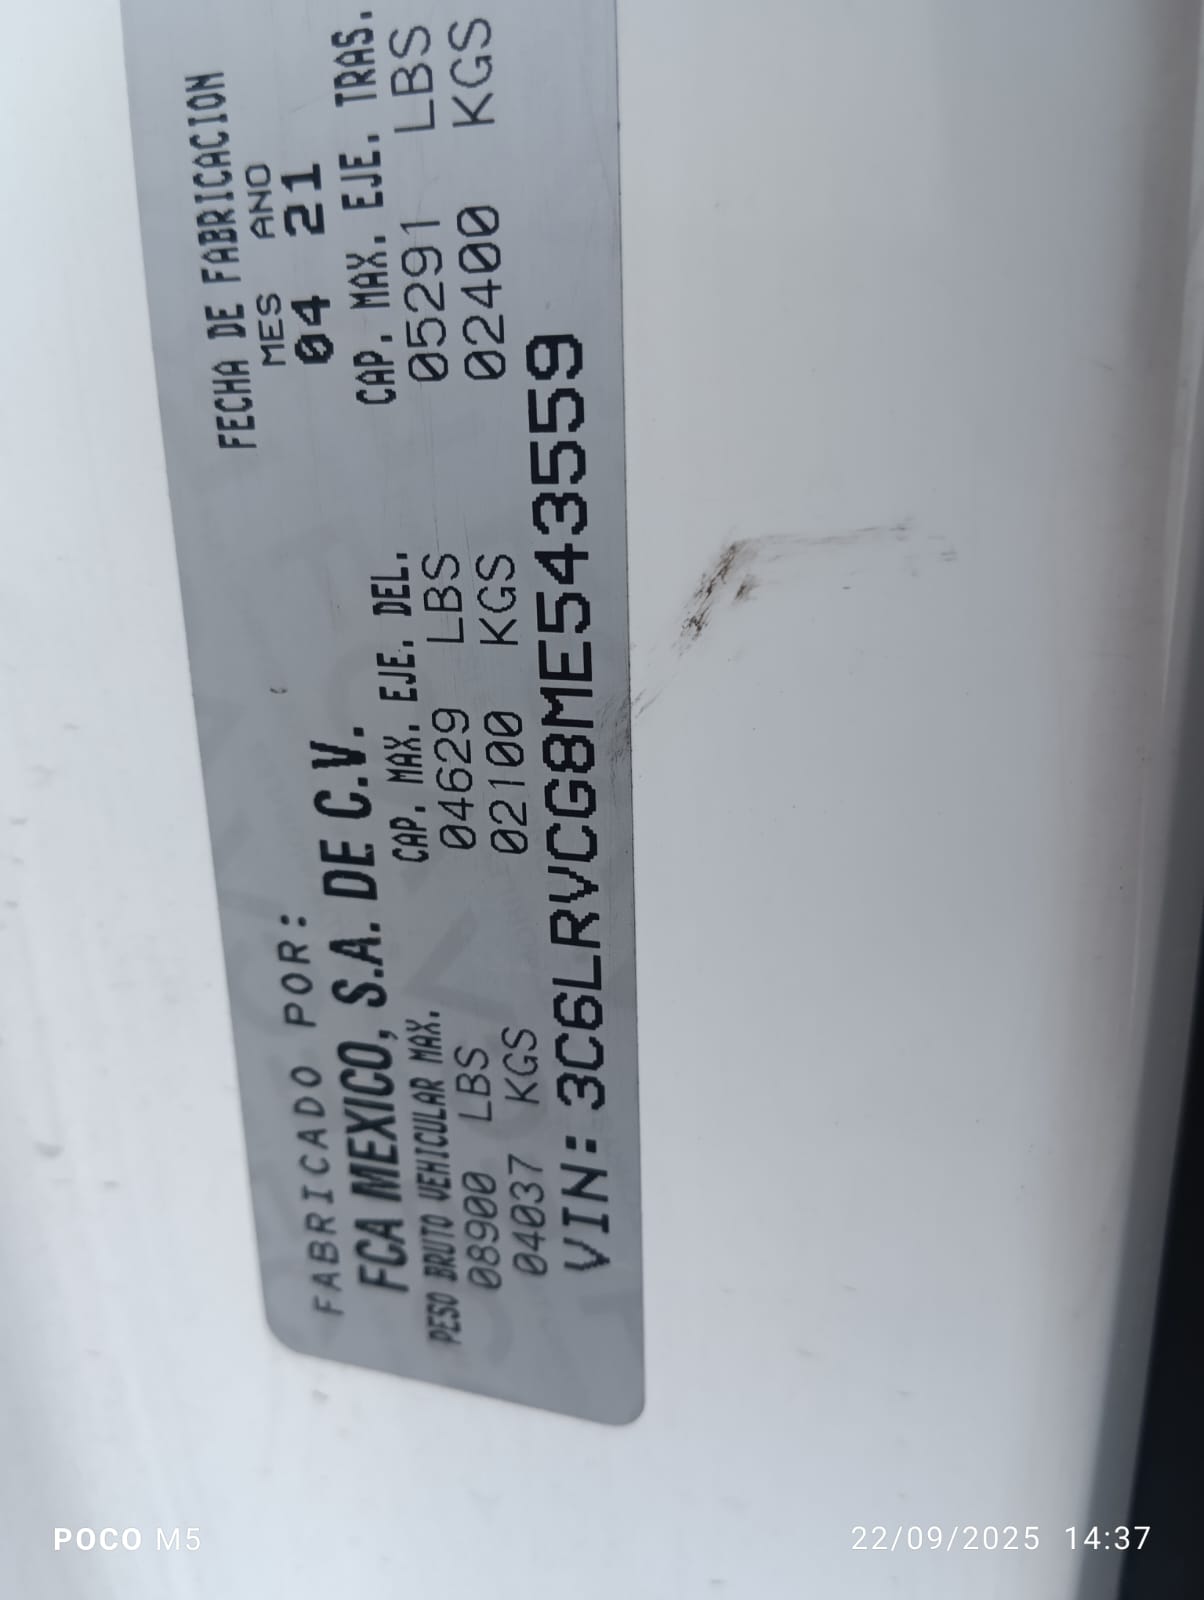 FABRICADO POR:
FCA MEXICO, S.A. DE C.V.
FECHA DE FABRICACION
MES ANO
04 21
PESO BRUTO VEHICULAR MAX. CAP. MAX. EJE. DEL. CAP. MAX. EJE. TRAS.
08900 LBS 04629 LBS 05291 LBS
04037 KGS 02100 KGS 02400 KGS
VIN: 3C6LRVCG8ME543559
POCO M5
22/09/2025 14:37